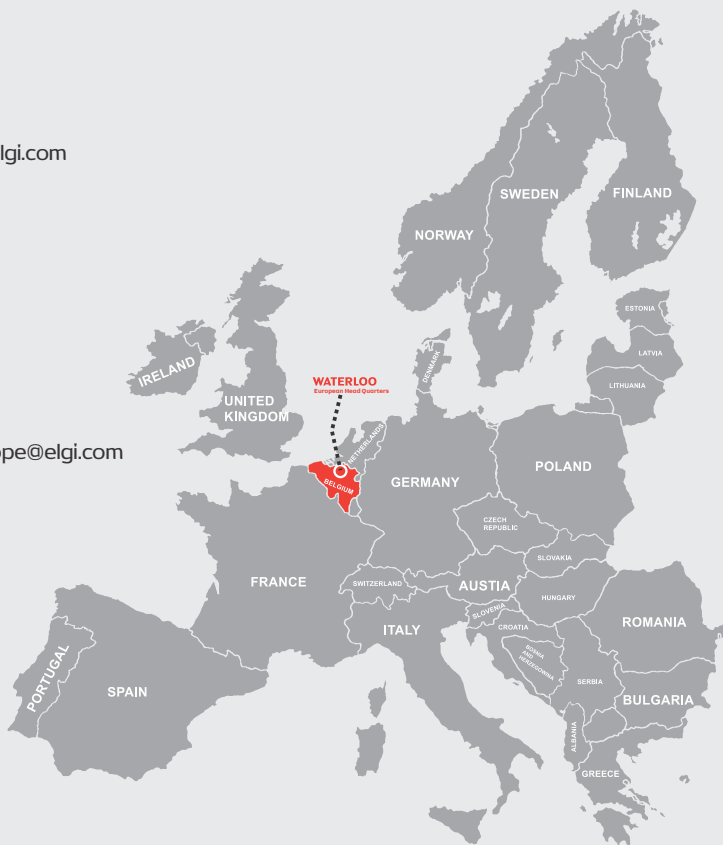 lgi.com
SWEDEN
FINLAND
NORWAY
ESTONIA
LATVIA
DENMARK
IRELAND
LITHUANIA
WATERLOO
European Head Quarters
UNITED
KINGDOM
NETHERLANDS
ope@elgi.com
POLAND
GERMANY
BELGIUM
CZECH
REPUBLIC
SLOVAKIA
FRANCE
SWITZERLAND
AUSTIA
HUNGARY
SLOVENIA
ROMANIA
CROATIA
ITALY
BOSNIA
AND
HERZEGOWNIA
PORTUGAL
SPAIN
SERBIA
BULGARIA
ALBANIA
GREECE